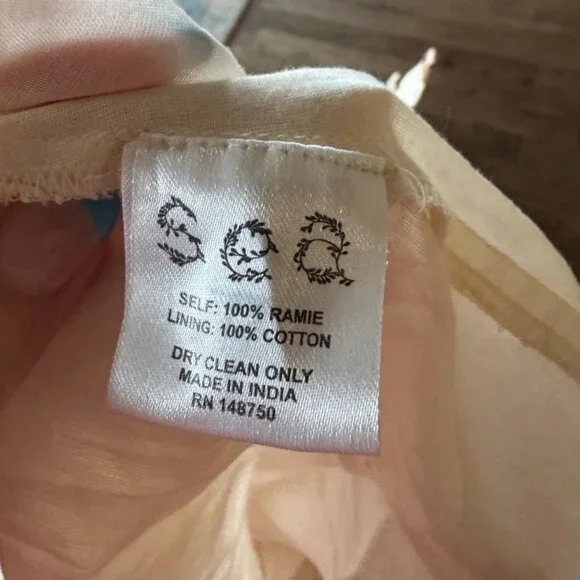 SELF: 100% RAMIE
LINING: 100% COTTON
DRY CLEAN ONLY
MADE IN INDIA
RN 148750